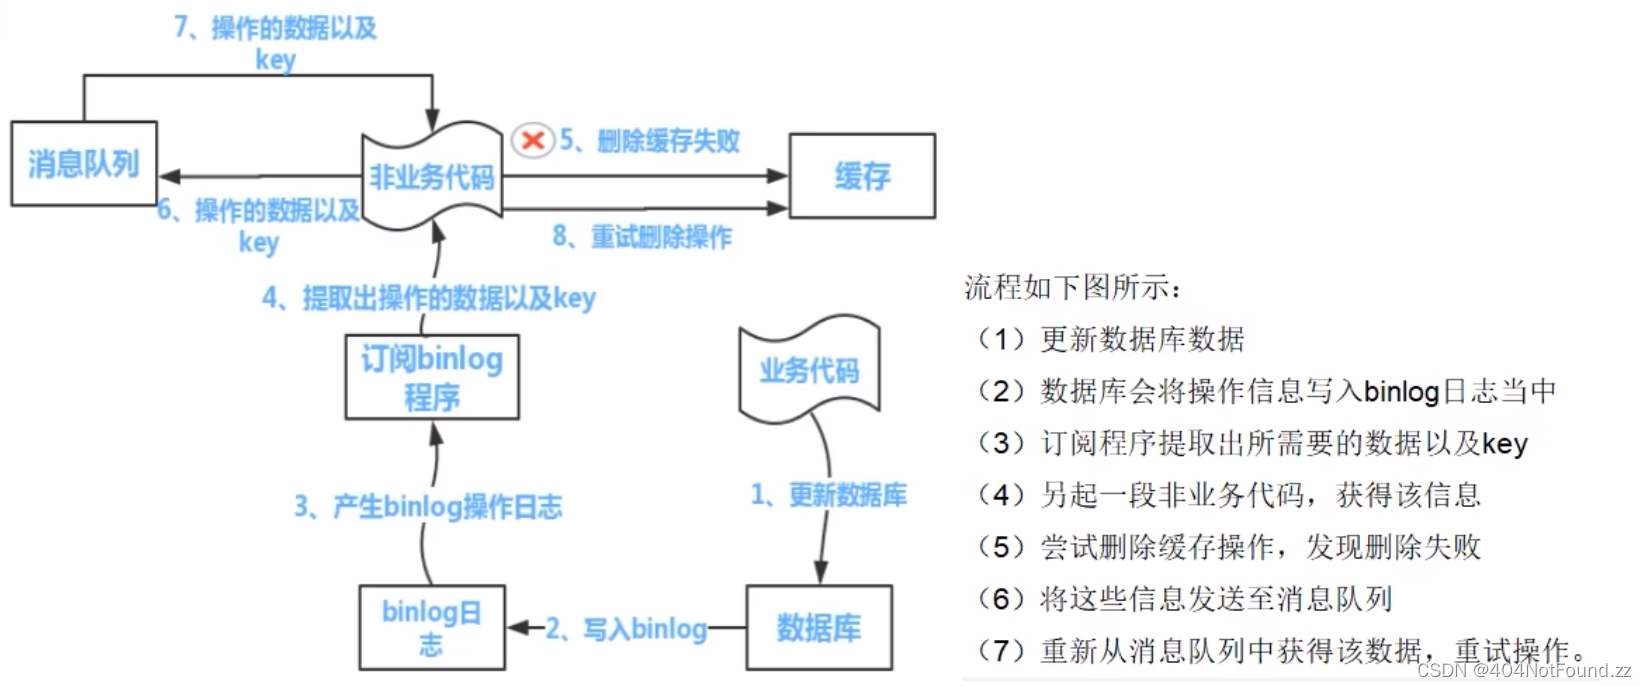 7、操作的数据以及
key
消息队列
非业务代码
5、删除缓存失败
缓存
6、操作的数据以及
key
8、重试删除操作
4、提取出操作的数据以及key
订阅binlog
程序
业务代码
3、产生binlog操作日志
1、更新数据库
binlog日
志
2、写入binlog
数据库
流程如下图所示：
（1）更新数据库数据
（2）数据库会将操作信息写入binlog日志当中
（3）订阅程序提取出所需要的数据以及key
（4）另起一段非业务代码，获得该信息
（5）尝试删除缓存操作，发现删除失败
（6）将这些信息发送至消息队列
（7）重新从消息队列中获得该数据，重试操作。
CSDN @404NotFound.zz